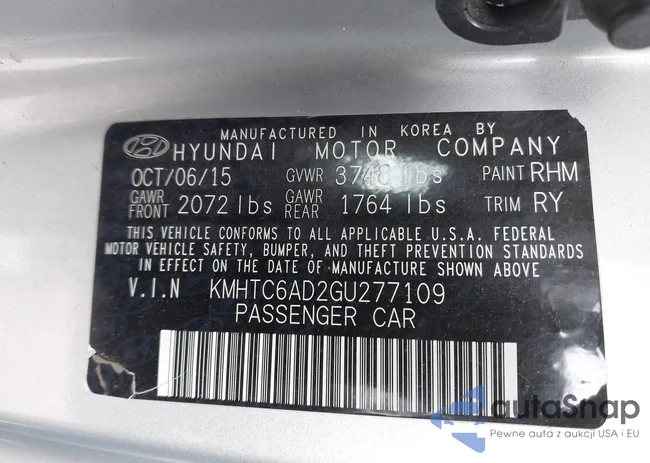 MANUFACTURED IN KOREA BY
HYUNDAI MOTOR COMPANY
OCT/06/15 GVWR 3748 lbs PAINT RHM
GAWR FRONT 2072 lbs GAWR REAR 1764 lbs TRIM RY
THIS VEHICLE CONFORMS TO ALL APPLICABLE U.S.A. FEDERAL
MOTOR VEHICLE SAFETY, BUMPER, AND THEFT PREVENTION STANDARDS
IN EFFECT ON THE DATE OF MANUFACTURE SHOWN ABOVE
V.I.N KMHTC6AD2GU277109
PASSENGER CAR
autaSnap
Pewne auta z aukcji USA i EU